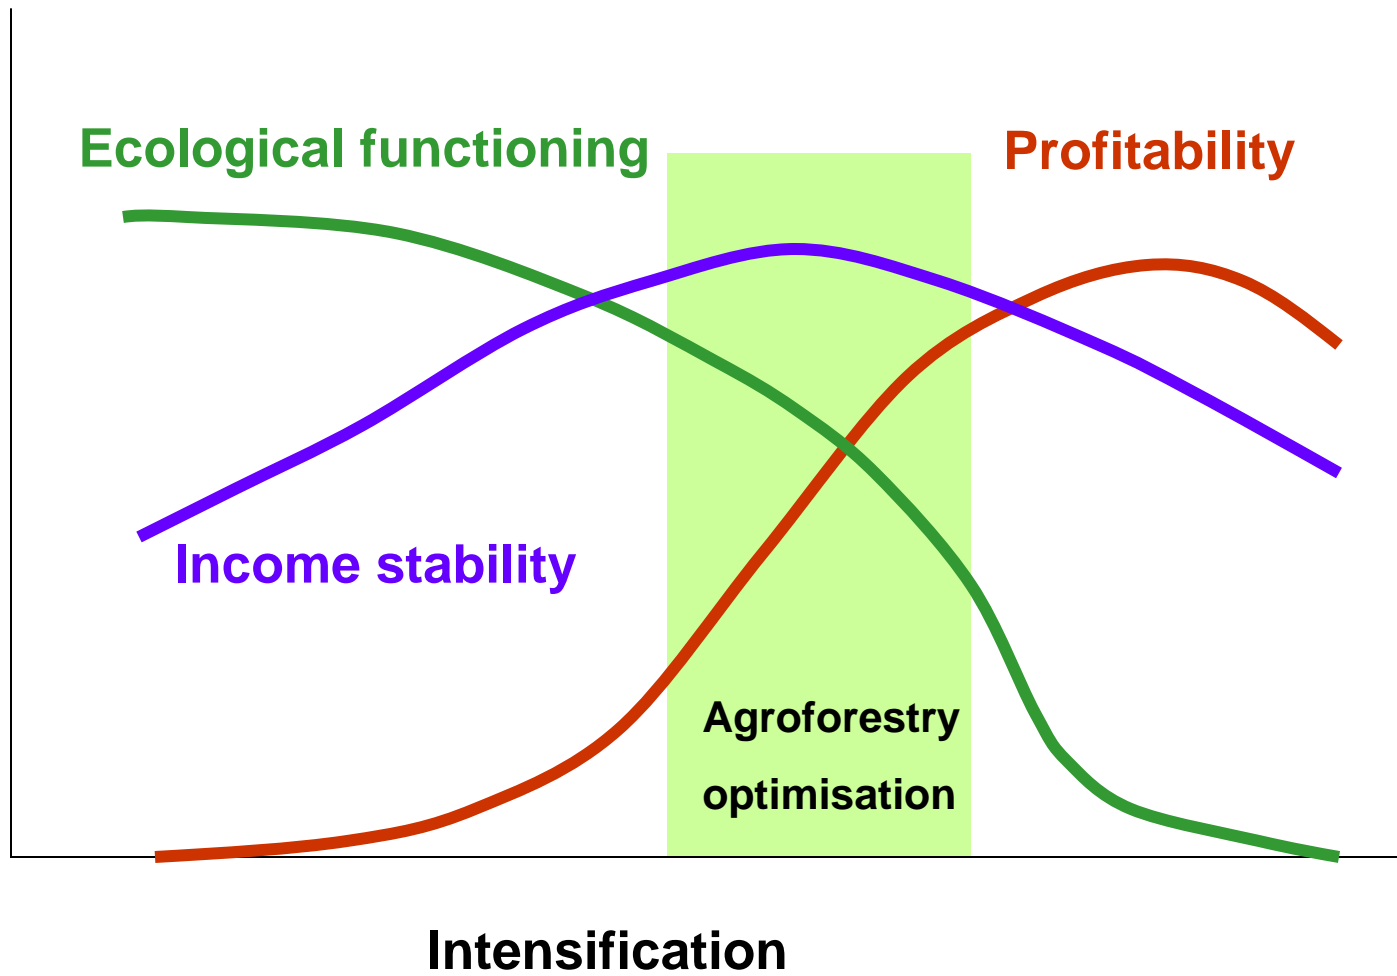 Ecological functioning
Profitability
Income stability
Agroforestry
optimisation
Intensification